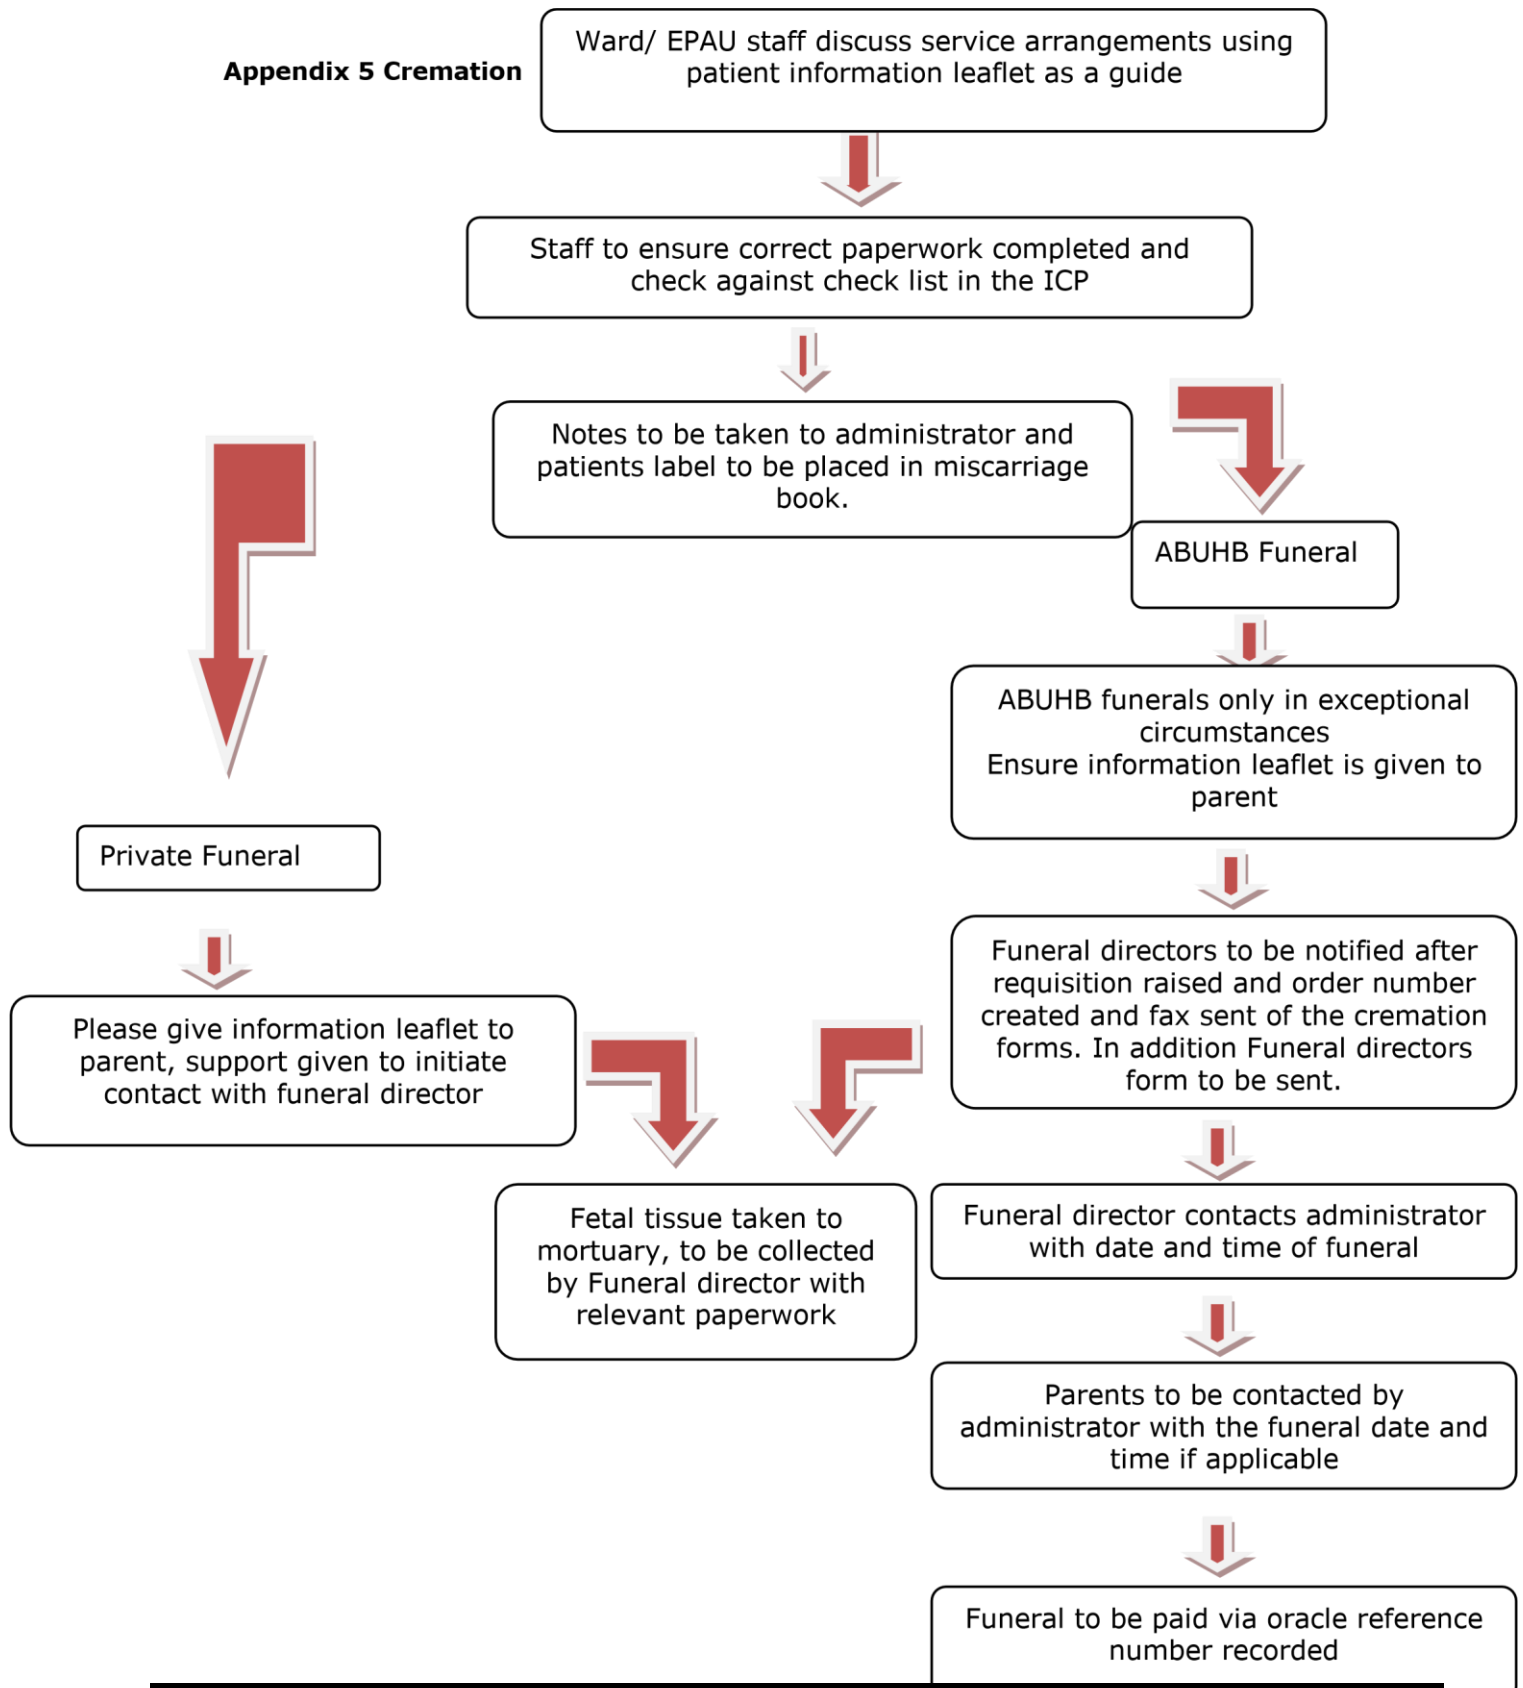 Appendix 5 Cremation
Ward/ EPAU staff discuss service arrangements using
patient information leaflet as a guide
Staff to ensure correct paperwork completed and
check against check list in the ICP
Notes to be taken to administrator and
patients label to be placed in miscarriage
book.
ABUHB Funeral
ABUHB funerals only in exceptional
circumstances
Ensure information leaflet is given to
parent
Private Funeral
Please give information leaflet to
parent, support given to initiate
contact with funeral director
Funeral directors to be notified after
requisition raised and order number
created and fax sent of the cremation
forms. In addition Funeral directors
form to be sent.
Fetal tissue taken to
mortuary, to be collected
by Funeral director with
relevant paperwork
Funeral director contacts administrator
with date and time of funeral
Parents to be contacted by
administrator with the funeral date and
time if applicable
Funeral to be paid via oracle reference
number recorded